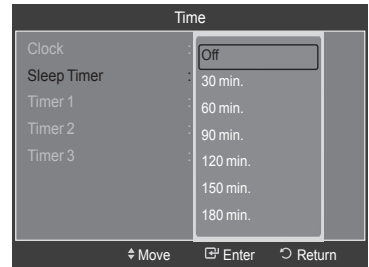 Time
Clock :
Sleep Timer :
Timer 1 :
Timer 2 :
Timer 3 :
Off
30 min.
60 min.
90 min.
120 min.
150 min.
180 min.
Move Enter Return